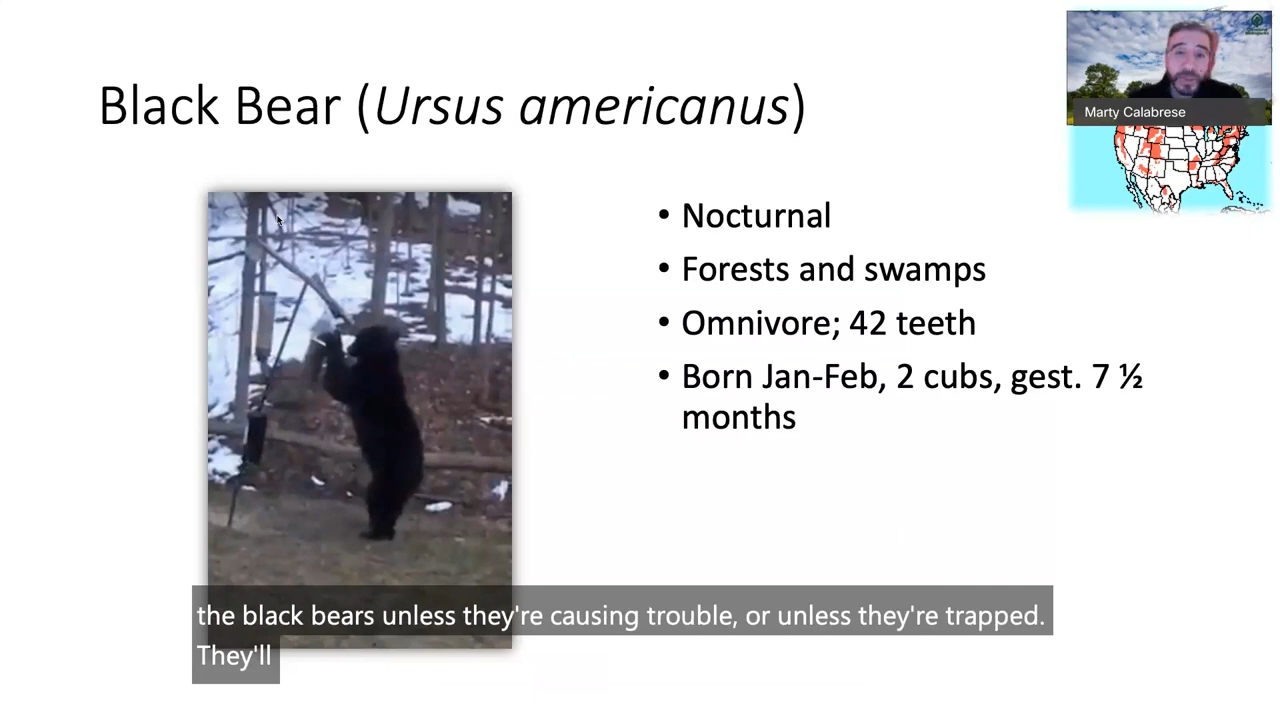 Black Bear (Ursus americanus)
Marty Calabrese
• Nocturnal
• Forests and swamps
• Omnivore; 42 teeth
• Born Jan-Feb, 2 cubs, gest. 7 ½
months
the black bears unless they're causing trouble, or unless they're trapped.
They'll